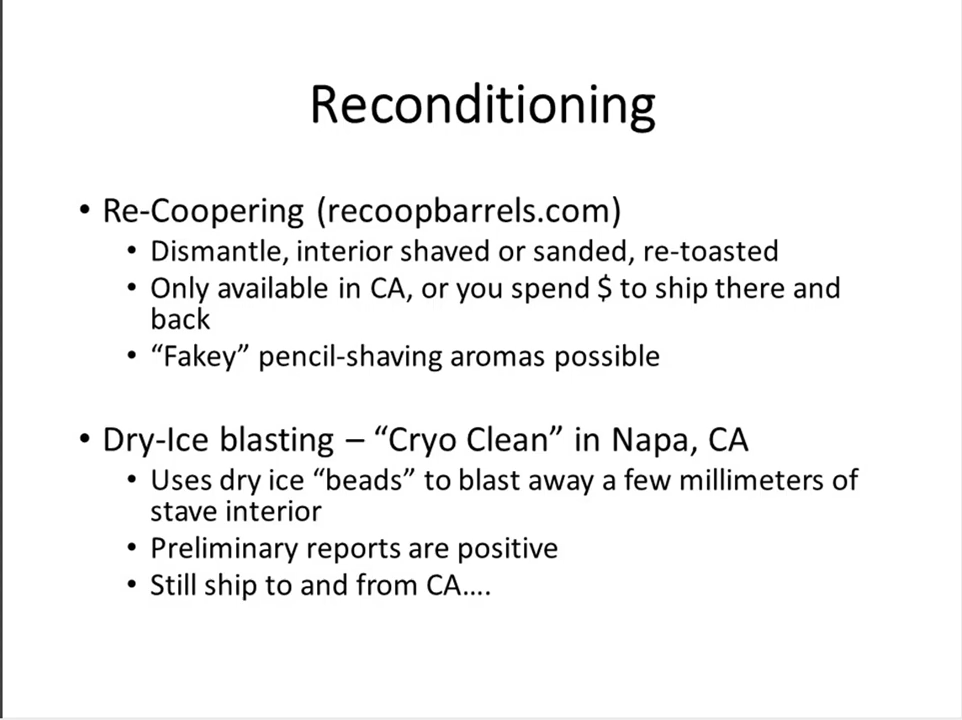 Reconditioning
• Re-Coopering (recoopbarrels.com)
• Dismantle, interior shaved or sanded, re-toasted
• Only available in CA, or you spend $ to ship there and
back
• “Fakey” pencil-shaving aromas possible
• Dry-Ice blasting – “Cryo Clean” in Napa, CA
• Uses dry ice “beads” to blast away a few millimeters of
stave interior
• Preliminary reports are positive
• Still ship to and from CA….